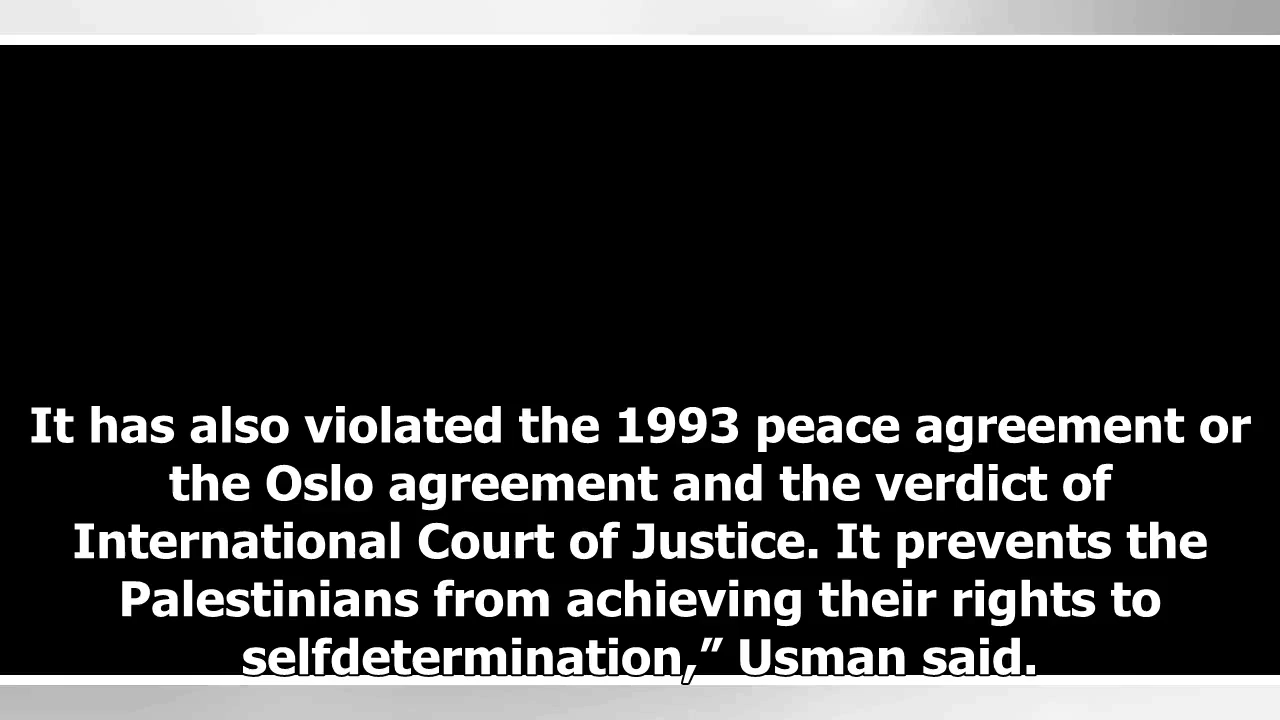 It has also violated the 1993 peace agreement or
the Oslo agreement and the verdict of
International Court of Justice. It prevents the
Palestinians from achieving their rights to
selfdetermination,” Usman said.